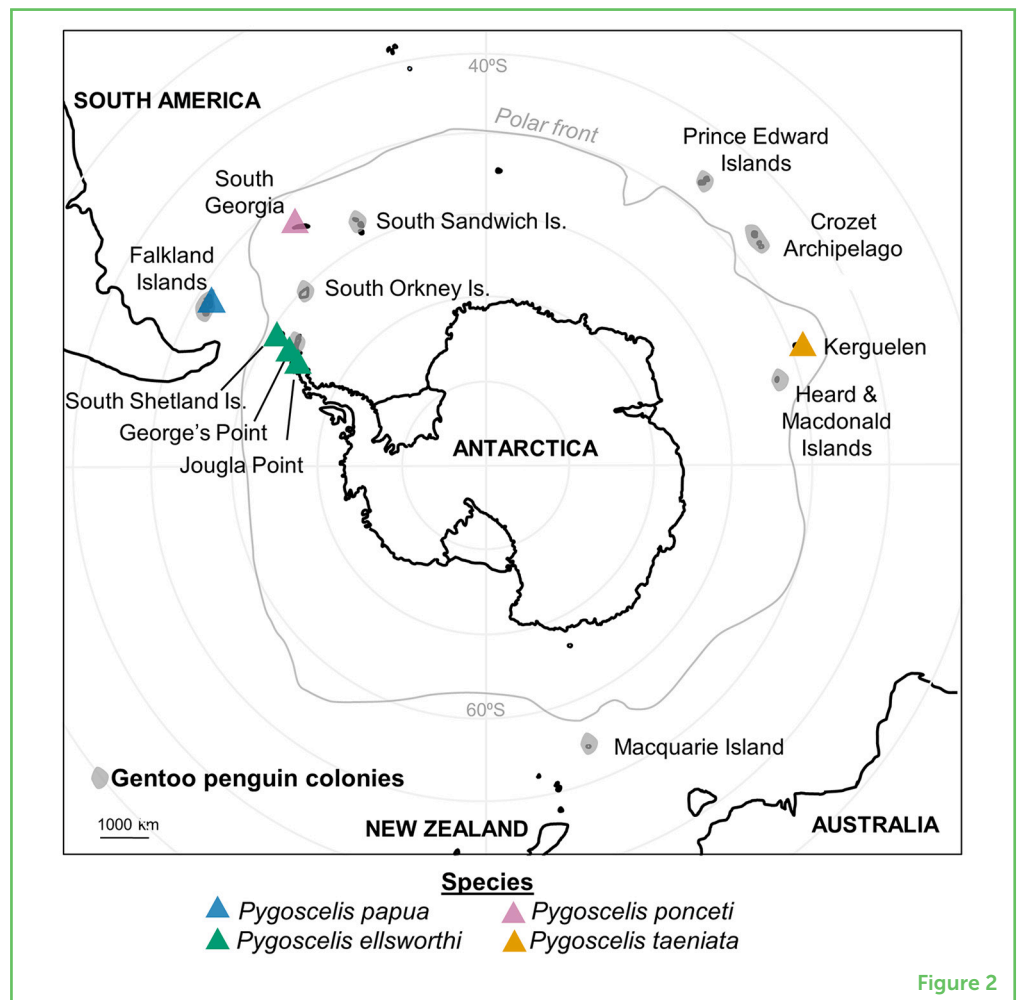 40ºS
SOUTH AMERICA
Polar front
Prince Edward
Islands
South
Georgia
South Sandwich Is.
Crozet
Archipelago
Falkland
Islands
South Orkney Is.
Kerguelen
Heard &
Macdonald
Islands
South Shetland Is.
George's Point
Jougla Point
ANTARCTICA
60ºS
Macquarie Island
Gentoo penguin colonies
1000 km
NEW ZEALAND
AUSTRALIA
Species
Pygoscelis papua
Pygoscelis ponceti
Pygoscelis ellsworthi
Pygoscelis taeniata
Figure 2